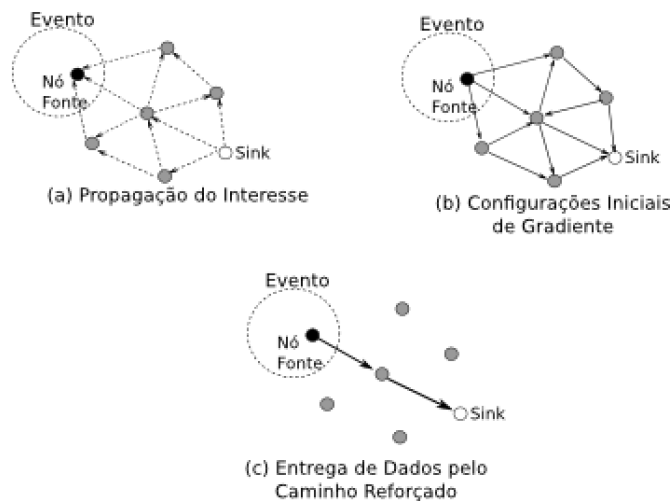 Evento
Nó
Fonte
Sink
(a) Propagação do Interesse
Evento
Nó
Fonte
Sink
(b) Configurações Iniciais
de Gradiente
Evento
Nó
Fonte
Sink
(c) Entrega de Dados pelo
Caminho Reforçado